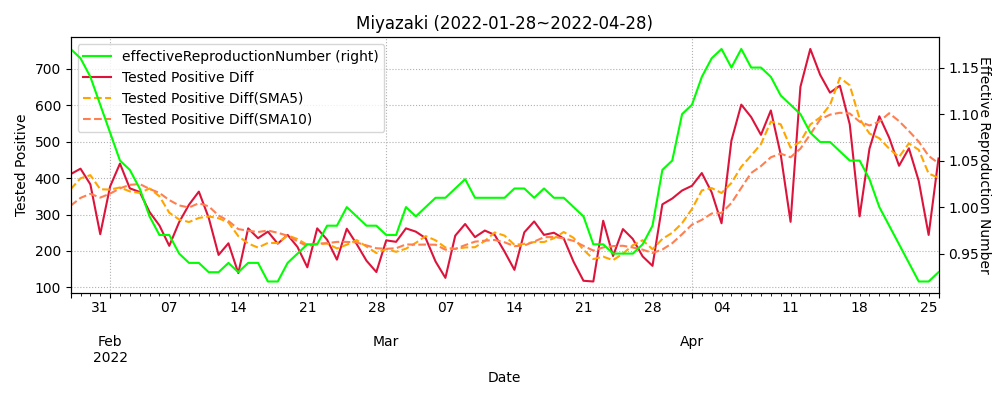 Miyazaki (2022-01-28~2022-04-28)
effectiveReproductionNumber (right)
Tested Positive Diff
Tested Positive Diff(SMA5)
Tested Positive Diff(SMA10)
Tested Positive
700
600
500
400
300
200
100
1.15
1.10
1.05
1.00
0.95
Effective Reproduction Number
31 07 14 21 28 07 14 21 28 04 11 18 25
Feb Mar Apr
2022
Date